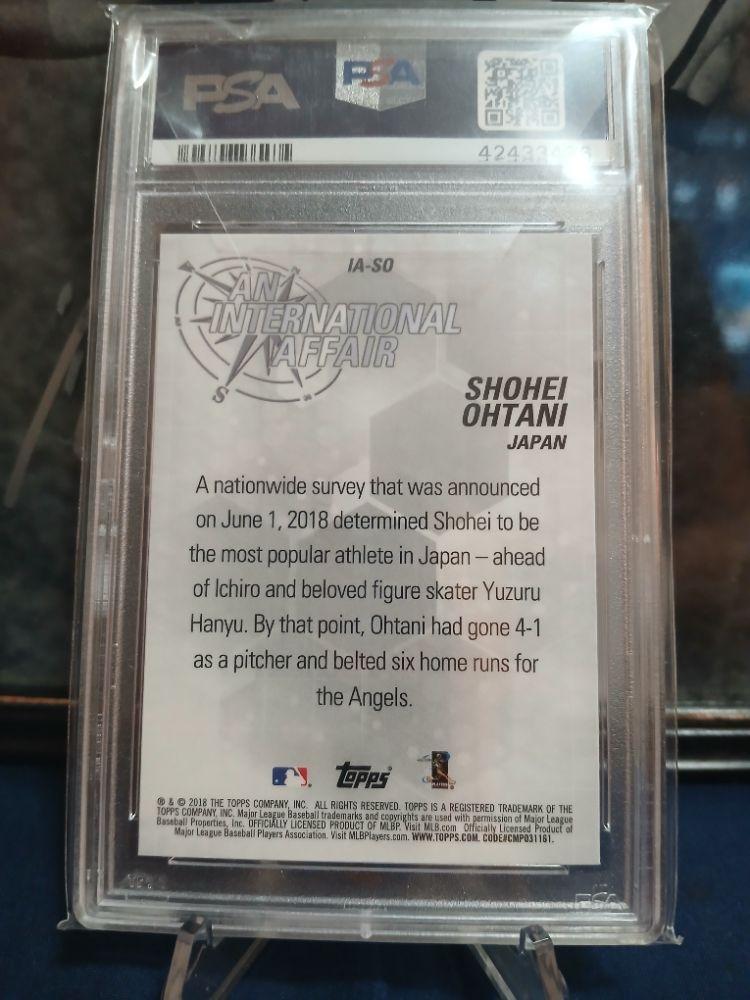 PSA
PSA
IA-SO
AN
INTERNATIONAL
AFFAIR
S
SHOHEI
OHTANI
JAPAN
A nationwide survey that was announced
on June 1, 2018 determined Shohei to be
the most popular athlete in Japan – ahead
of Ichiro and beloved figure skater Yuzuru
Hanyu. By that point, Ohtani had gone 4-1
as a pitcher and belted six home runs for
the Angels.
topps
® & © 2018 THE TOPPS COMPANY, INC. ALL RIGHTS RESERVED. TOPPS IS A REGISTERED TRADEMARK OF THE
TOPPS COMPANY, INC. Major League Baseball trademarks and copyrights are used with permission of Major League
Baseball Properties, Inc. OFFICIALLY LICENSED PRODUCT OF MLBP. Visit MLB.com Officially Licensed Product of
Major League Baseball Players Association. Visit MLBPlayers.com. WWW.TOPPS.COM. CODE#CMP031161.
PSA